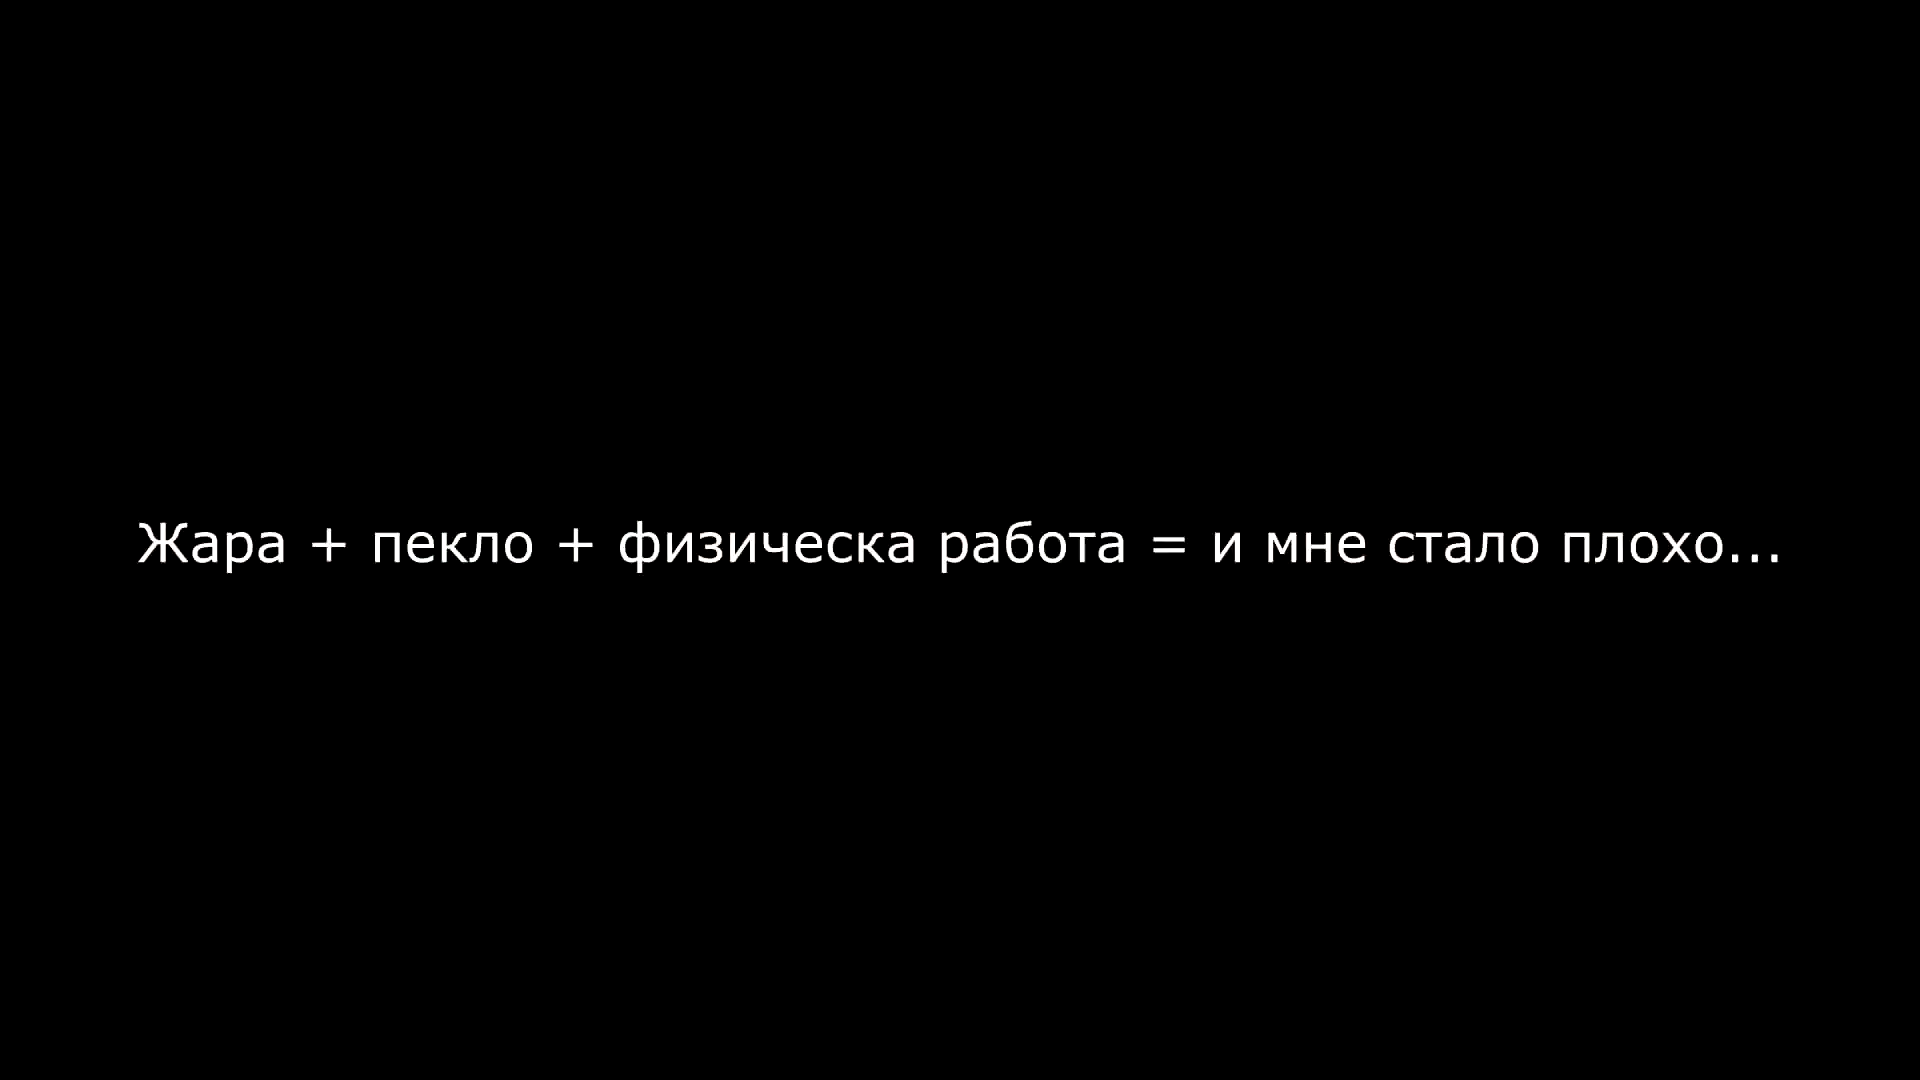 Жара + пекло + физическа работа = и мне стало плохо...